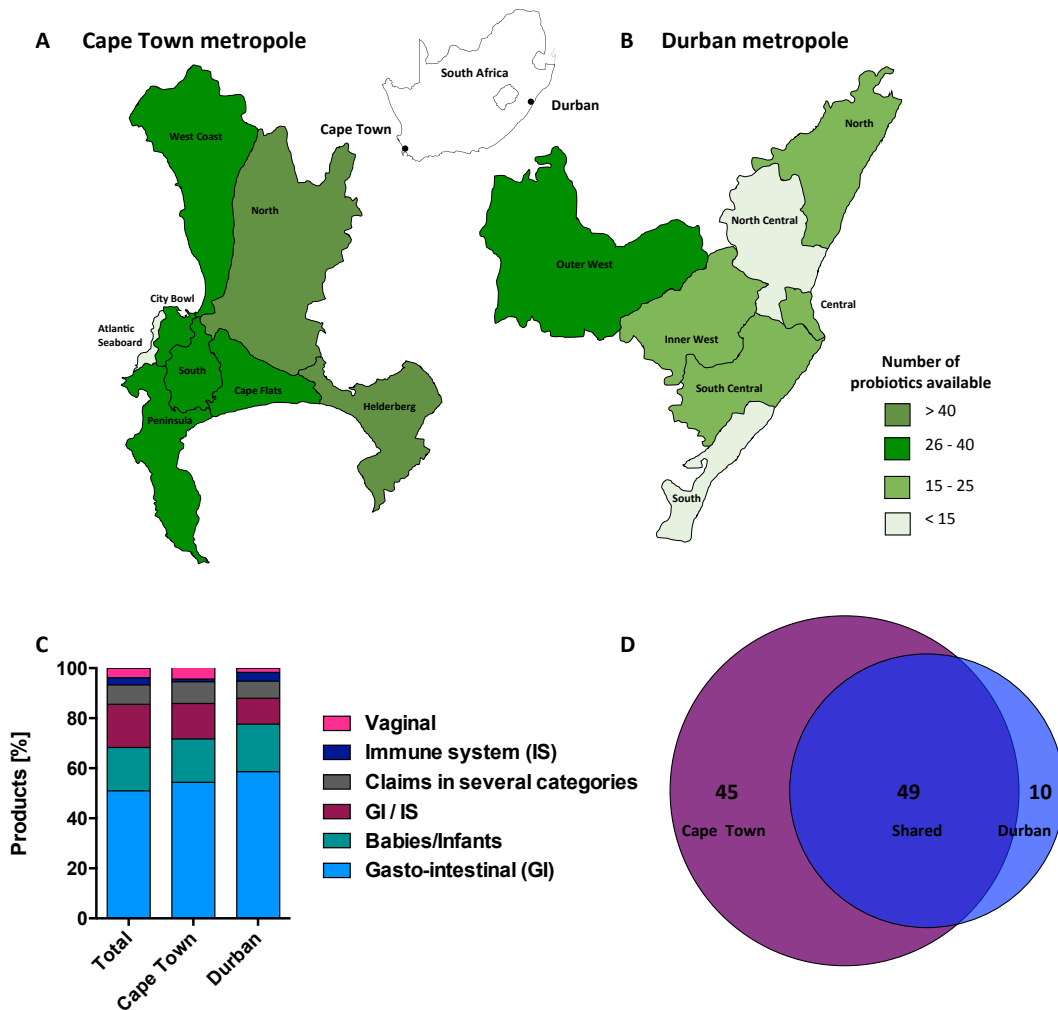 A Cape Town metropole
South Africa
Durban
Cape Town
West Coast
North
City Bowl
Atlantic
Seaboard
South
Cape Flats
Peninsula
Helderberg
B Durban metropole
North
North Central
Outer West
Central
Inner West
South Central
South
Number of
probiotics available
> 40
26 - 40
15 - 25
< 15
C
Products [%]
100
80
60
40
20
0
Total
Cape Town
Durban
Vaginal
Immune system (IS)
Claims in several categories
GI / IS
Babies/Infants
Gasto-intestinal (GI)
D
45
Cape Town
49
Shared
10
Durban